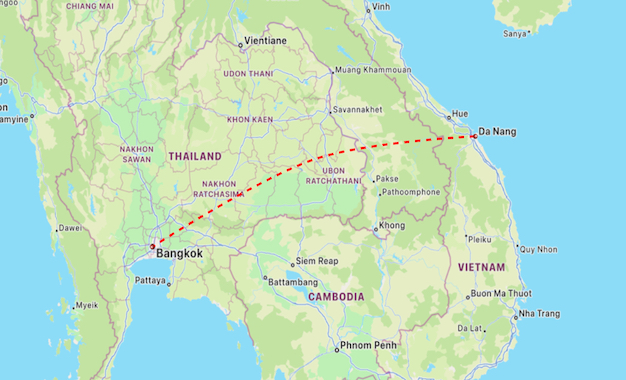 CHIANG MAI
Vinh
Sanya
Vientiane
UDON THANI
Muang Khammouan
Savannakhet
Hue
Da Nang
KHON KAEN
NAKHON
SAWAN
THAILAND
UBON
RATCHATHANI
Pakse
Pathoomphone
NAKHON
RATCHASIMA
Dawei
Bangkok
Khong
Pleiku
Quy Nhon
Siem Reap
VIETNAM
Pattaya
Battambang
CAMBODIA
Buon Ma Thuot
Myeik
Nha Trang
Da Lat
Phnom Penh